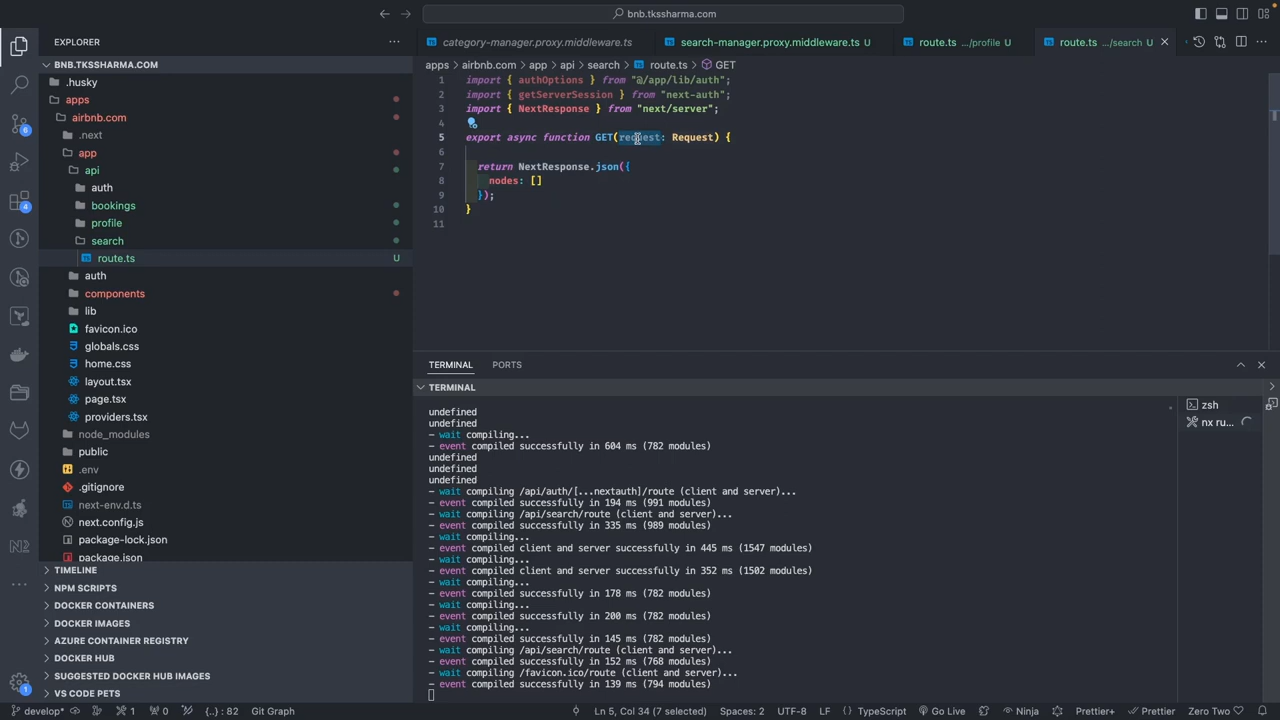 bnb.tkssharma.com
EXPLORER
category-manager.proxy.middleware.ts
search-manager.proxy.middleware.ts U
route.ts .../profile U
route.ts .../search U
BNB.TKSSHARMA.COM
apps > airbnb.com > app > api > search > route.ts > GET
.husky
apps
airbnb.com
.next
app
api
auth
bookings
profile
search
route.ts U
auth
components
lib
favicon.ico
globals.css
home.css
layout.tsx
page.tsx
providers.tsx
node_modules
public
.env
.gitignore
next-env.d.ts
next.config.js
package-lock.json
package.json
TIMELINE
NPM SCRIPTS
DOCKER CONTAINERS
DOCKER IMAGES
AZURE CONTAINER REGISTRY
DOCKER HUB
SUGGESTED DOCKER HUB IMAGES
VS CODE PETS
6
4
1
1 import { authOptions } from "@/app/lib/auth";
2 import { getServerSession } from "next-auth";
3 import { NextResponse } from "next/server";
4
5 export async function GET(request: Request) {
6
7 return NextResponse.json({
8 nodes: []
9 });
10 }
11
TERMINAL PORTS
TERMINAL
zsh
nx ru...
undefined
undefined
- wait compiling...
- event compiled successfully in 604 ms (782 modules)
undefined
undefined
undefined
- wait compiling /api/auth/[...nextauth]/route (client and server)...
- event compiled successfully in 194 ms (991 modules)
- wait compiling /api/search/route (client and server)...
- event compiled successfully in 335 ms (989 modules)
- wait compiling...
- event compiled client and server successfully in 445 ms (1547 modules)
- wait compiling...
- event compiled client and server successfully in 352 ms (1502 modules)
- wait compiling...
- event compiled successfully in 178 ms (782 modules)
- wait compiling...
- event compiled successfully in 200 ms (782 modules)
- wait compiling...
- event compiled successfully in 145 ms (782 modules)
- wait compiling /api/search/route (client and server)...
- event compiled successfully in 152 ms (768 modules)
- wait compiling /favicon.ico/route (client and server)...
- event compiled successfully in 139 ms (794 modules)
develop* 1 0 {..} : 82 Git Graph Ln 5, Col 34 (7 selected) Spaces: 2 UTF-8 LF TypeScript Go Live Ninja Prettier+ Prettier Zero Two